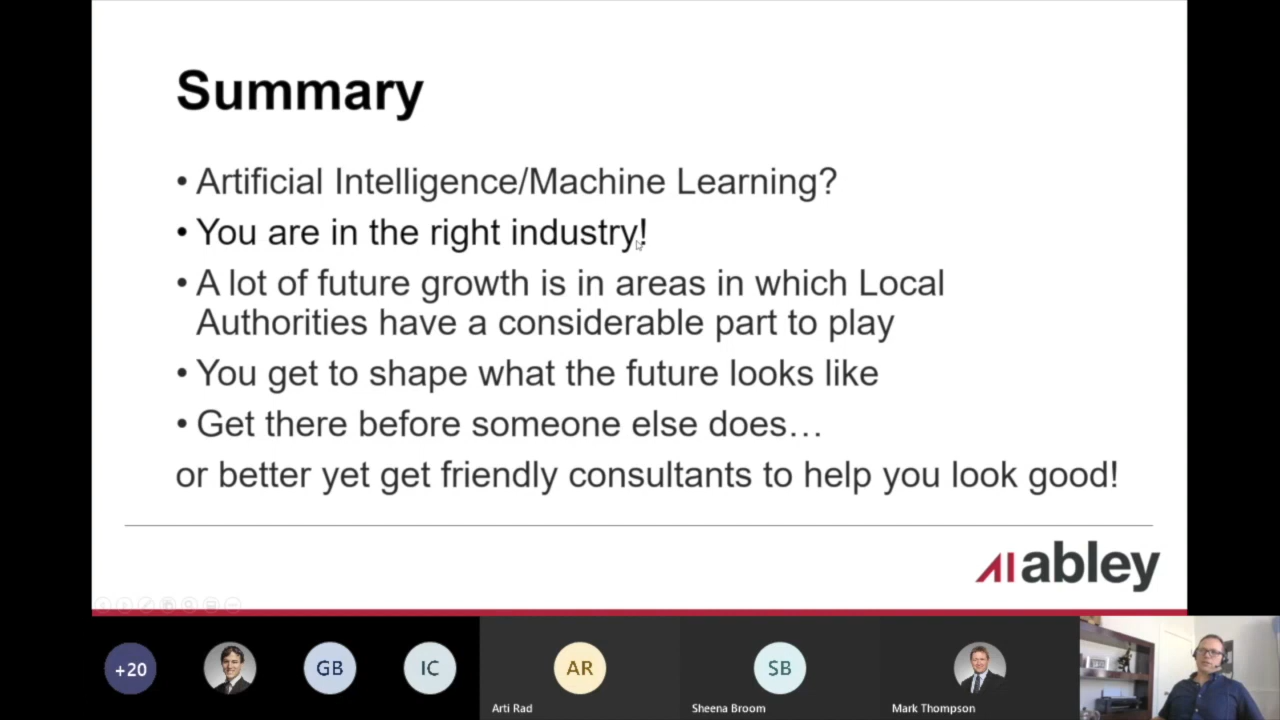 Summary
• Artificial Intelligence/Machine Learning?
• You are in the right industry!
• A lot of future growth is in areas in which Local
Authorities have a considerable part to play
• You get to shape what the future looks like
• Get there before someone else does…
or better yet get friendly consultants to help you look good!
abley
+20
GB
IC
AR
SB
Arti Rad
Sheena Broom
Mark Thompson